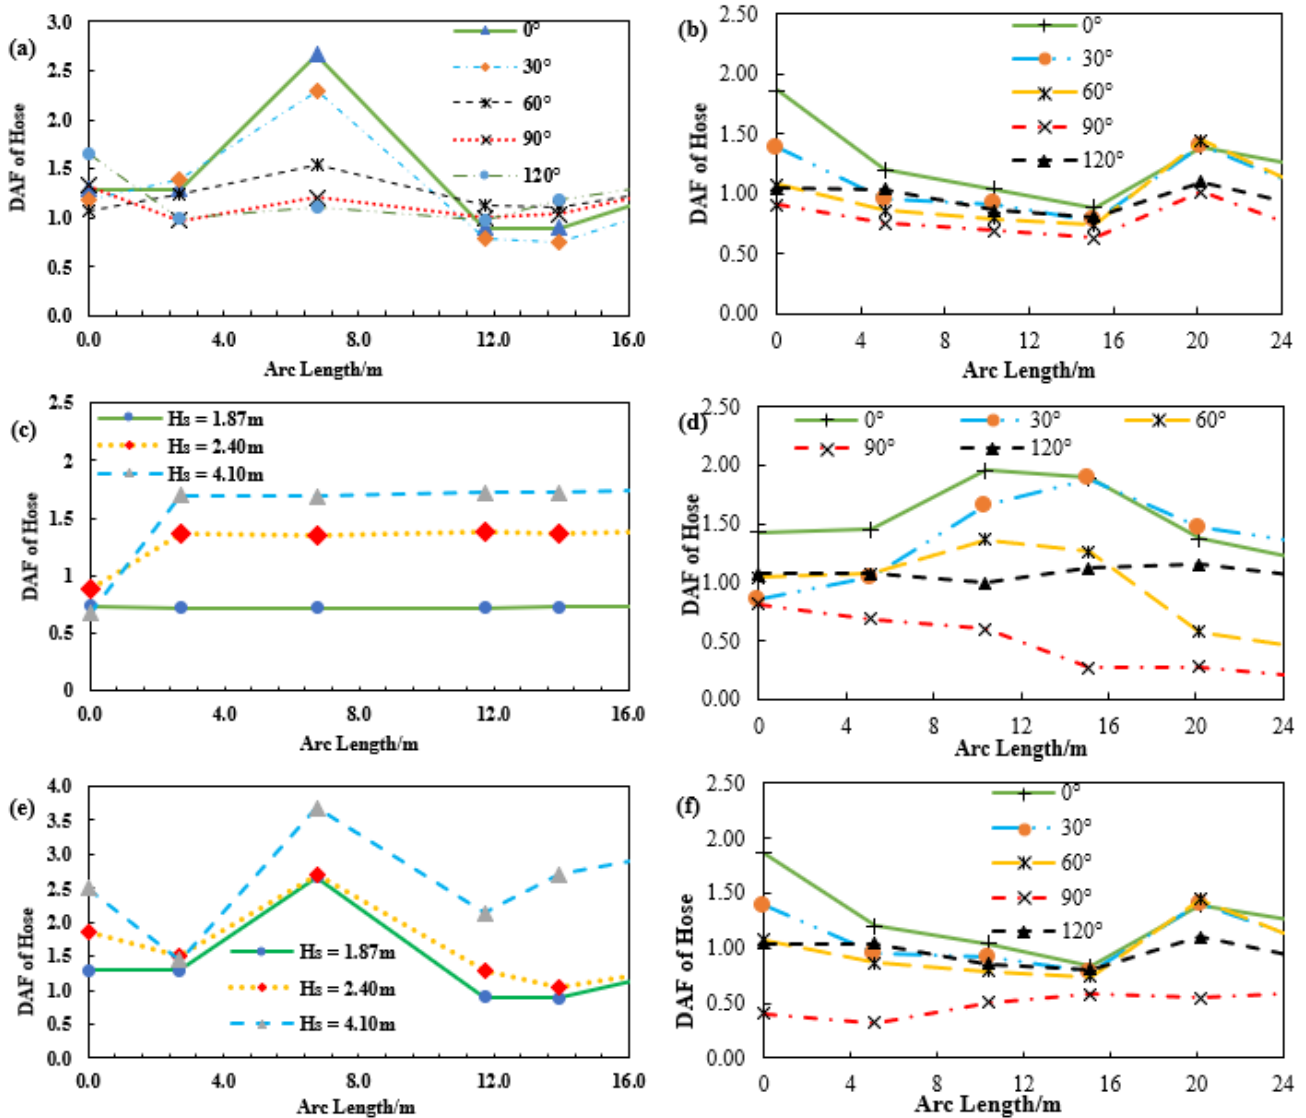 (a)
3.0
2.5
2.0
1.5
1.0
0.5
0.0
DAF of Hose
0°
30°
60°
90°
120°
0.0 4.0 8.0 12.0 16.0
Arc Length/m
(b)
2.50
2.00
1.50
1.00
0.50
0.00
DAF of Hose
0°
30°
60°
90°
120°
0 4 8 12 16 20 24
Arc Length/m
(c)
2.5
2
1.5
1
0.5
0
DAF of Hose
Hs = 1.87m
Hs = 2.40m
Hs = 4.10m
0.0 4.0 8.0 12.0 16.0
Arc Length/m
(d)
2.50
2.00
1.50
1.00
0.50
0.00
DAF of Hose
0° 30° 60°
90° 120°
0 4 8 12 16 20 24
Arc Length/m
(e)
4.0
3.5
3.0
2.5
2.0
1.5
1.0
0.5
0.0
DAF of Hose
Hs = 1.87m
Hs = 2.40m
Hs = 4.10m
0.0 4.0 8.0 12.0 16.0
Arc Length/m
(f)
2.50
2.00
1.50
1.00
0.50
0.00
DAF of Hose
0°
30°
60°
90°
120°
0 4 8 12 16 20 24
Arc Length/m